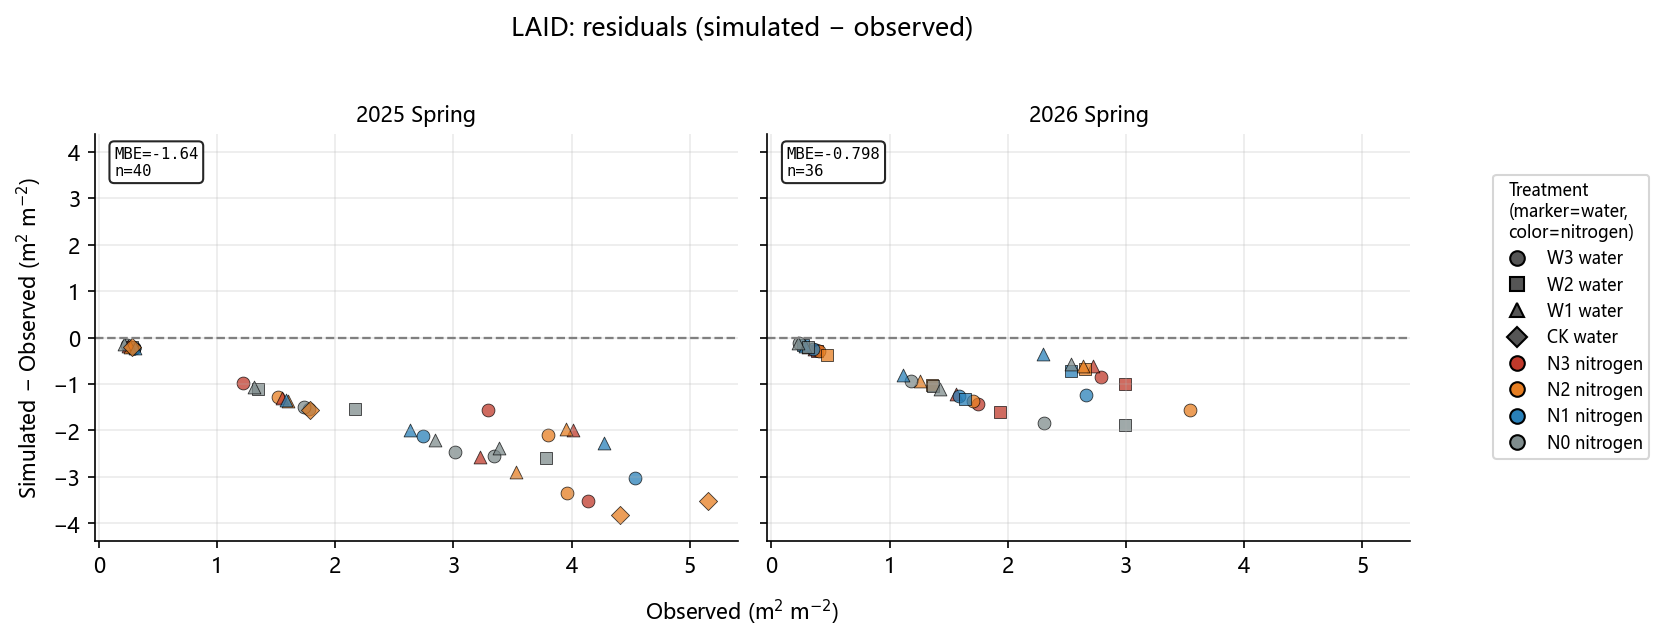 LAID: residuals (simulated − observed)
2025 Spring
2026 Spring
MBE=-1.64
n=40
MBE=-0.798
n=36
Simulated − Observed (m² m⁻²)
4
3
2
1
0
−1
−2
−3
−4
0 1 2 3 4 5
0 1 2 3 4 5
Observed (m² m⁻²)
Treatment
(marker=water,
color=nitrogen)
W3 water
W2 water
W1 water
CK water
N3 nitrogen
N2 nitrogen
N1 nitrogen
N0 nitrogen